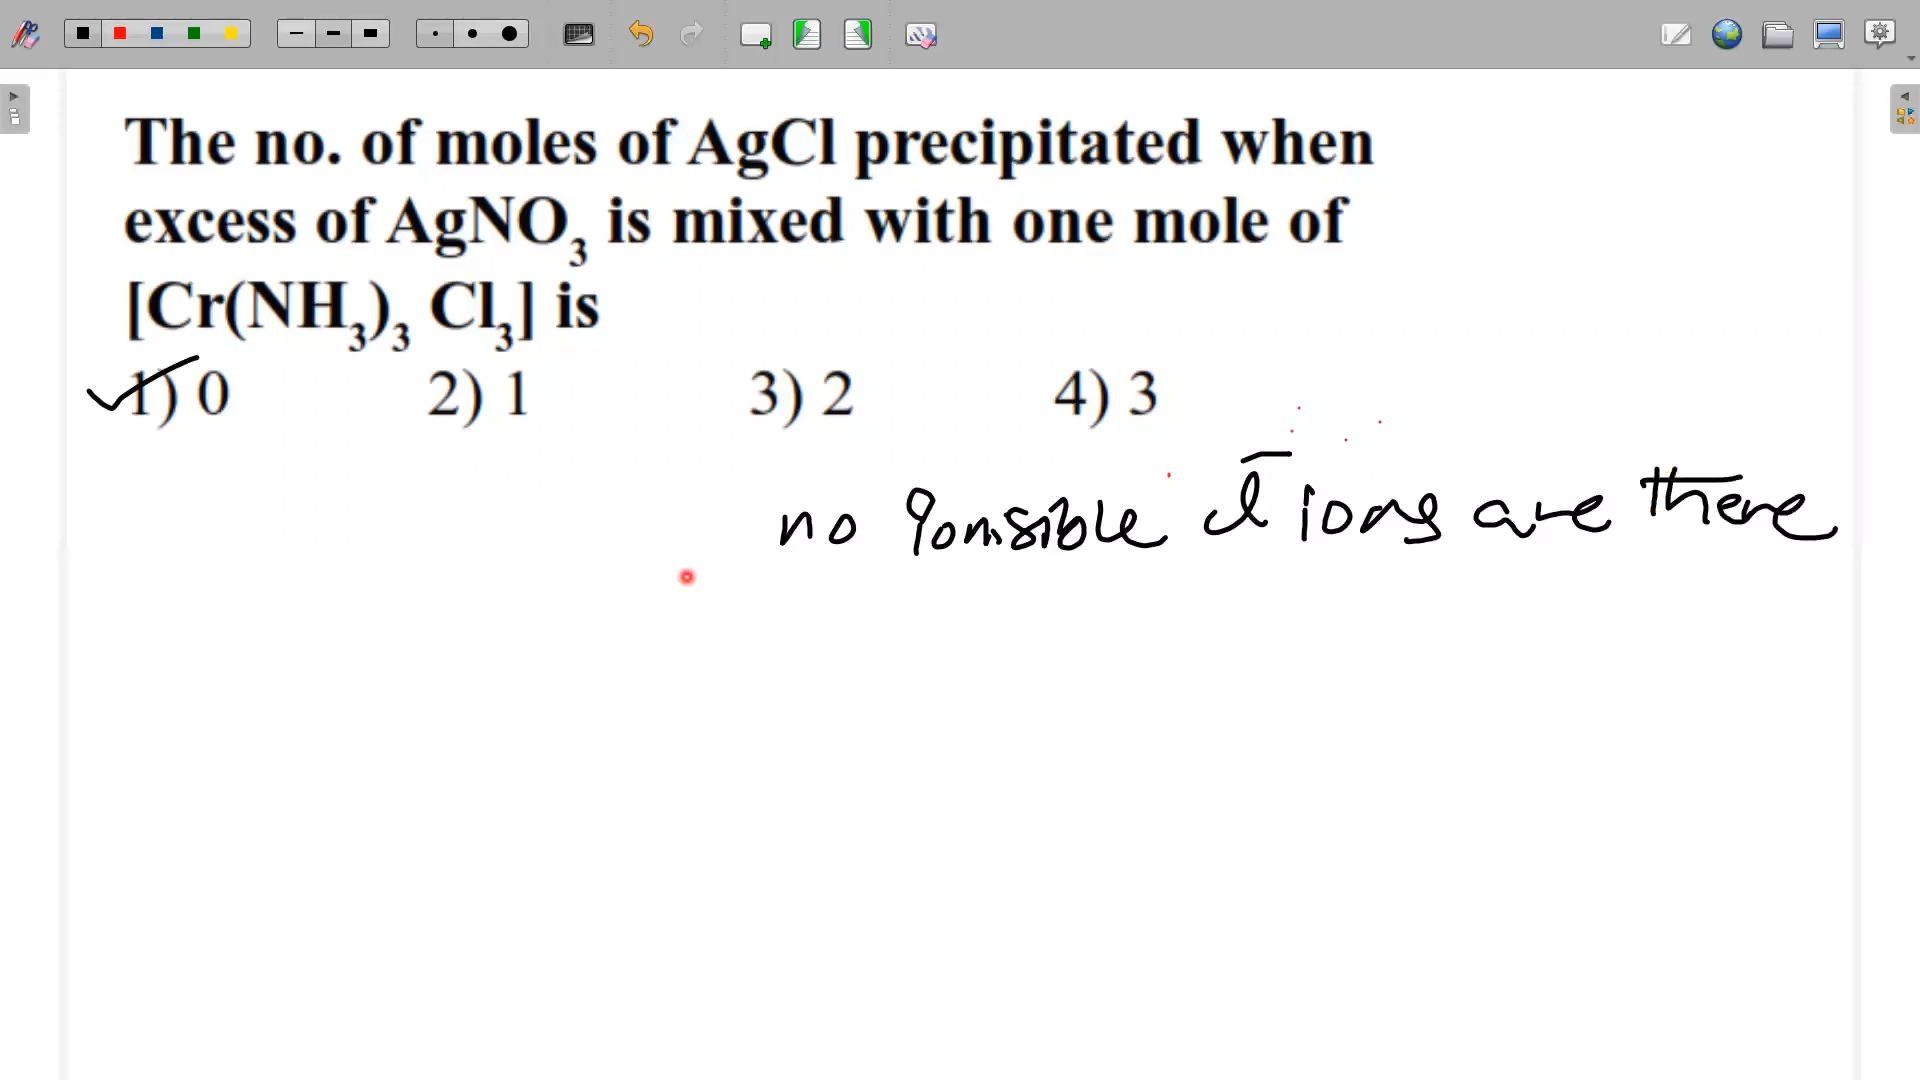 The no. of moles of AgCl precipitated when
excess of AgNO₃ is mixed with one mole of
[Cr(NH₃)₃ Cl₃] is
1) 0 2) 1 3) 2 4) 3
no ionisible Cl⁻ ions are there